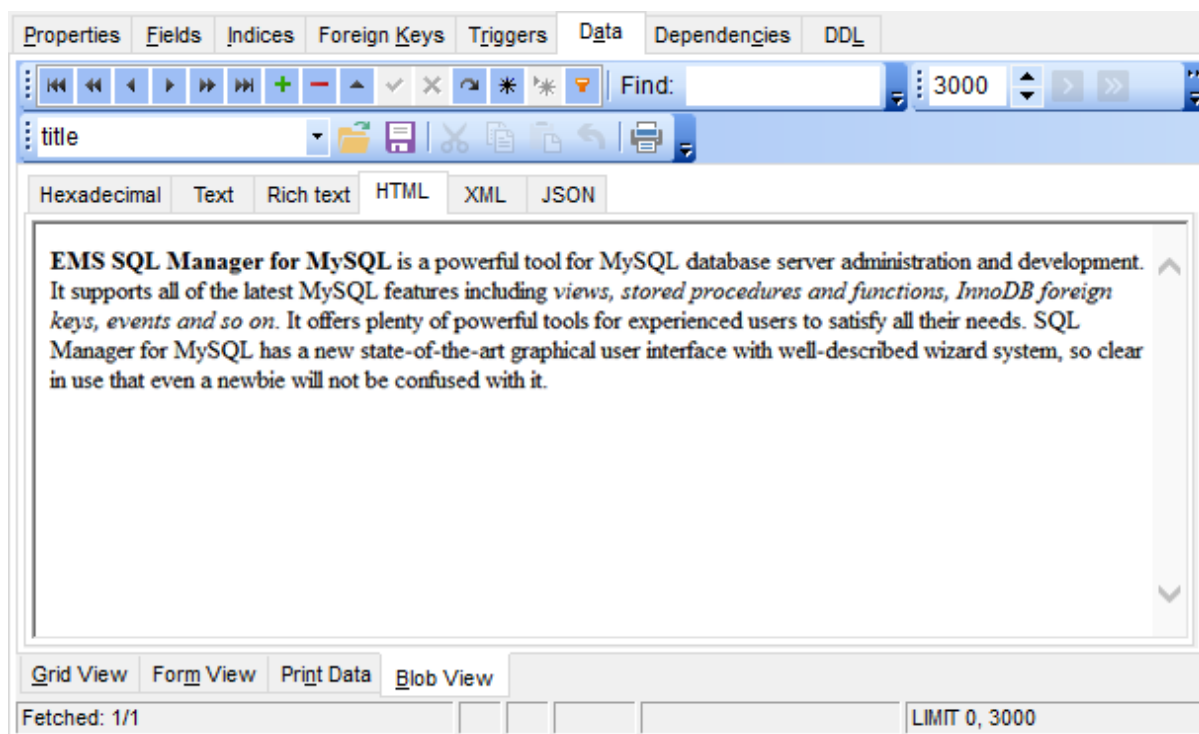 Properties Fields Indices Foreign Keys Triggers Data Dependencies DDL
Find: 3000
title
Hexadecimal Text Rich text HTML XML JSON
EMS SQL Manager for MySQL is a powerful tool for MySQL database server administration and development.
It supports all of the latest MySQL features including views, stored procedures and functions, InnoDB foreign
keys, events and so on. It offers plenty of powerful tools for experienced users to satisfy all their needs. SQL
Manager for MySQL has a new state-of-the-art graphical user interface with well-described wizard system, so clear
in use that even a newbie will not be confused with it.
Grid View Form View Print Data Blob View
Fetched: 1/1 LIMIT 0, 3000